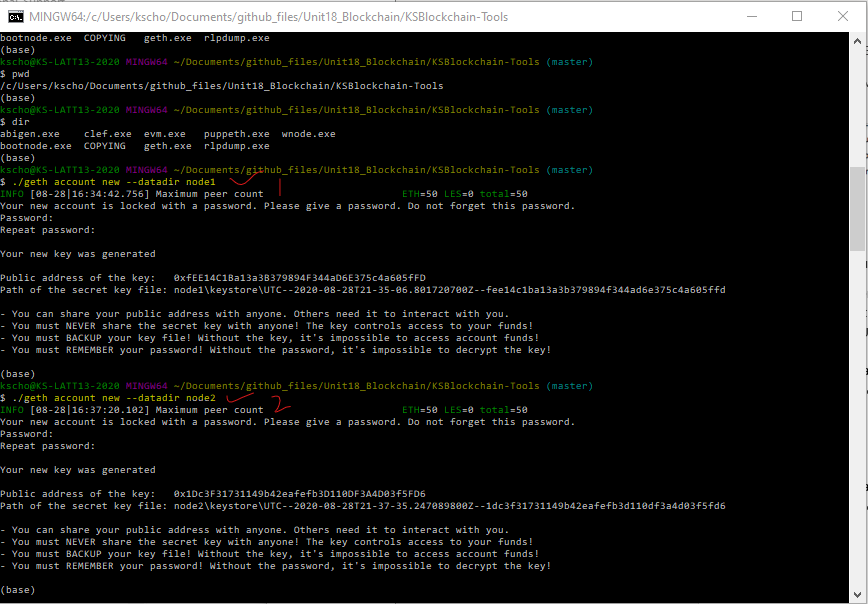 MINGW64:/c/Users/kscho/Documents/github_files/Unit18_Blockchain/KSBlockchain-Tools
bootnode.exe  COPYING   geth.exe  rlpdump.exe
(base)
kscho@KS-LATT13-2020 MINGW64 ~/Documents/github_files/Unit18_Blockchain/KSBlockchain-Tools (master)
$ pwd
/c/Users/kscho/Documents/github_files/Unit18_Blockchain/KSBlockchain-Tools
(base)
kscho@KS-LATT13-2020 MINGW64 ~/Documents/github_files/Unit18_Blockchain/KSBlockchain-Tools (master)
$ dir
abigen.exe    clef.exe  evm.exe   puppeth.exe  wnode.exe
bootnode.exe  COPYING   geth.exe  rlpdump.exe
(base)
kscho@KS-LATT13-2020 MINGW64 ~/Documents/github_files/Unit18_Blockchain/KSBlockchain-Tools (master)
$ ./geth account new --datadir node1 1
INFO [08-28|16:34:42.756] Maximum peer count                       ETH=50 LES=0 total=50
Your new account is locked with a password. Please give a password. Do not forget this password.
Password:
Repeat password:
Your new key was generated
Public address of the key:   0xfEE14C1Ba13a3B379894F344aD6E375c4a605fFD
Path of the secret key file: node1\keystore\UTC--2020-08-28T21-35-06.801720700Z--fee14c1ba13a3b379894f344ad6e375c4a605ffd
- You can share your public address with anyone. Others need it to interact with you.
- You must NEVER share the secret key with anyone! The key controls access to your funds!
- You must BACKUP your key file! Without the key, it's impossible to access account funds!
- You must REMEMBER your password! Without the password, it's impossible to decrypt the key!
(base)
kscho@KS-LATT13-2020 MINGW64 ~/Documents/github_files/Unit18_Blockchain/KSBlockchain-Tools (master)
$ ./geth account new --datadir node2 2
INFO [08-28|16:37:20.102] Maximum peer count                       ETH=50 LES=0 total=50
Your new account is locked with a password. Please give a password. Do not forget this password.
Password:
Repeat password:
Your new key was generated
Public address of the key:   0x1Dc3F31731149b42eafefb3D110DF3A4D03f5FD6
Path of the secret key file: node2\keystore\UTC--2020-08-28T21-37-35.247089800Z--1dc3f31731149b42eafefb3d110df3a4d03f5fd6
- You can share your public address with anyone. Others need it to interact with you.
- You must NEVER share the secret key with anyone! The key controls access to your funds!
- You must BACKUP your key file! Without the key, it's impossible to access account funds!
- You must REMEMBER your password! Without the password, it's impossible to decrypt the key!
(base)